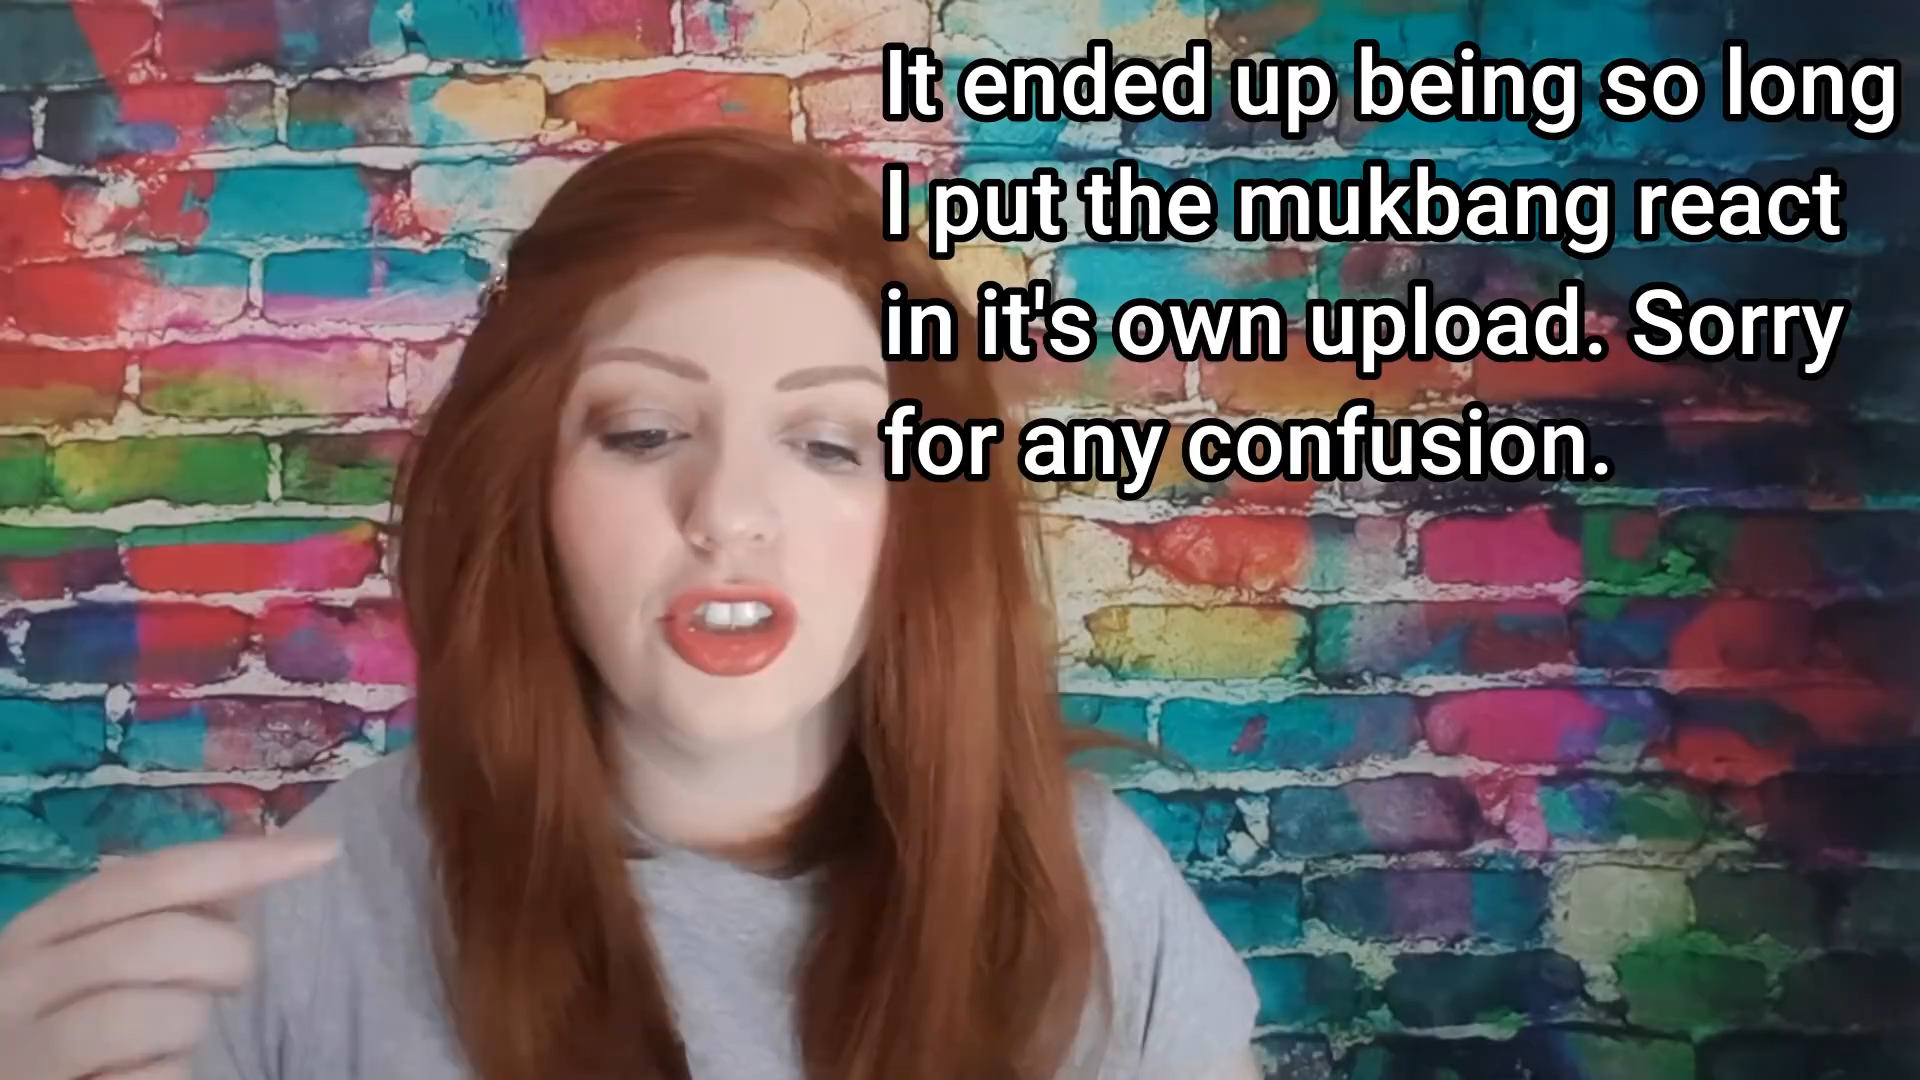 It ended up being so long
I put the mukbang react
in it's own upload. Sorry
for any confusion.